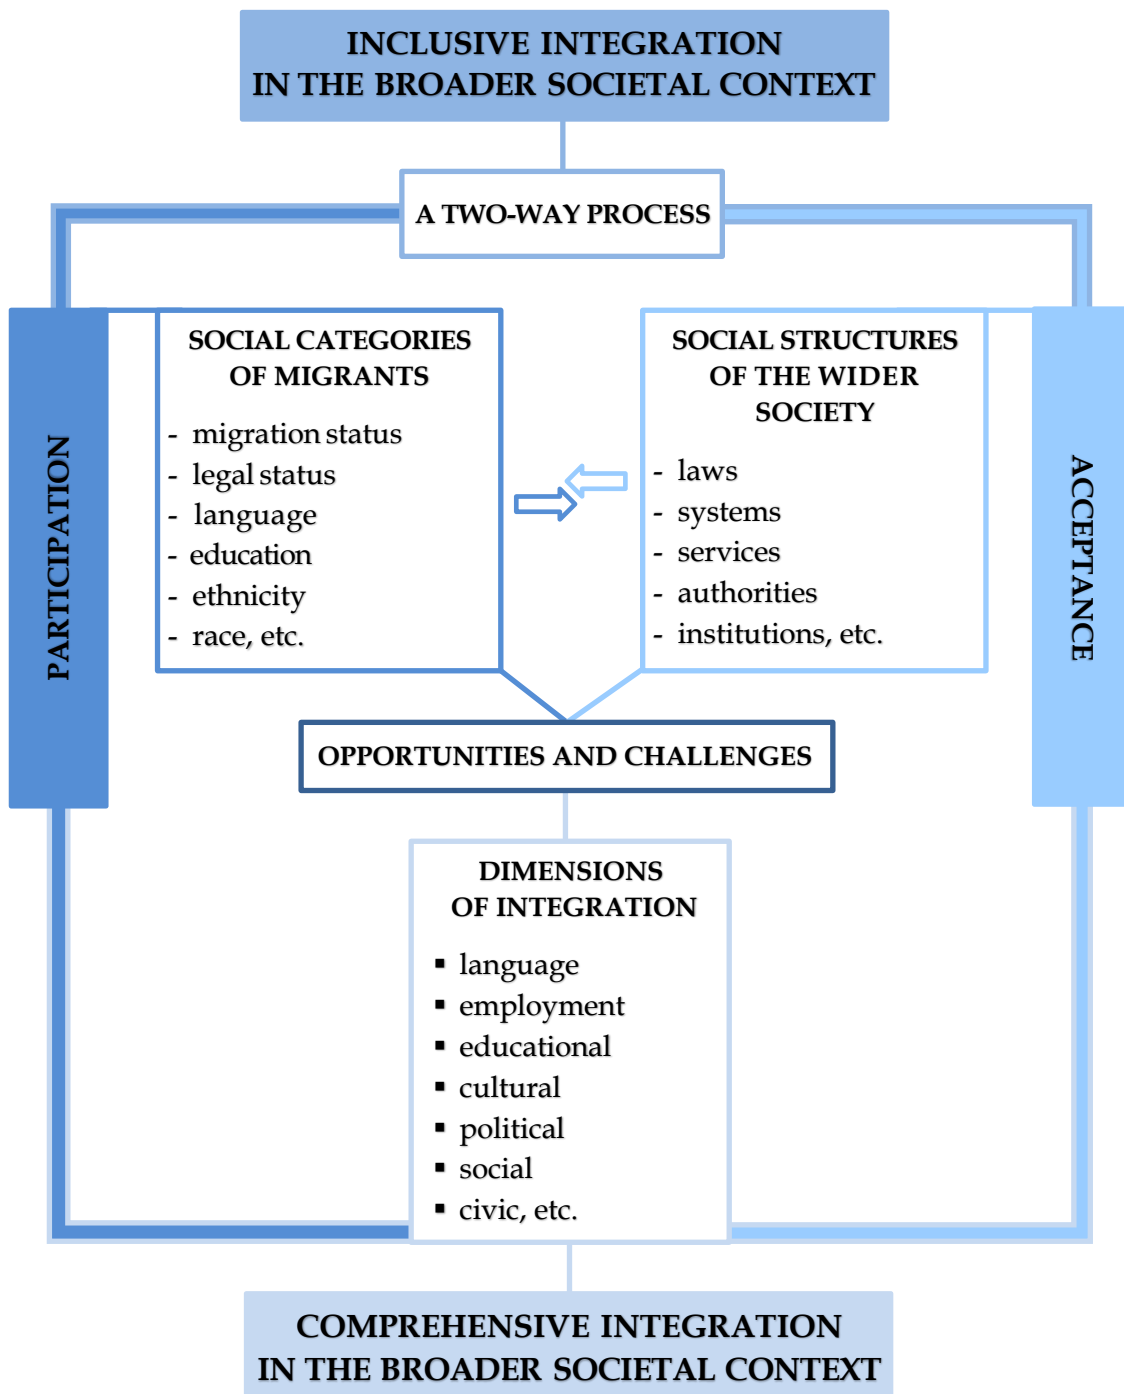 INCLUSIVE INTEGRATION
IN THE BROADER SOCIETAL CONTEXT
A TWO-WAY PROCESS
PARTICIPATION
SOCIAL CATEGORIES
OF MIGRANTS
- migration status
- legal status
- language
- education
- ethnicity
- race, etc.
SOCIAL STRUCTURES
OF THE WIDER
SOCIETY
- laws
- systems
- services
- authorities
- institutions, etc.
ACCEPTANCE
OPPORTUNITIES AND CHALLENGES
DIMENSIONS
OF INTEGRATION
▪ language
▪ employment
▪ educational
▪ cultural
▪ political
▪ social
▪ civic, etc.
COMPREHENSIVE INTEGRATION
IN THE BROADER SOCIETAL CONTEXT